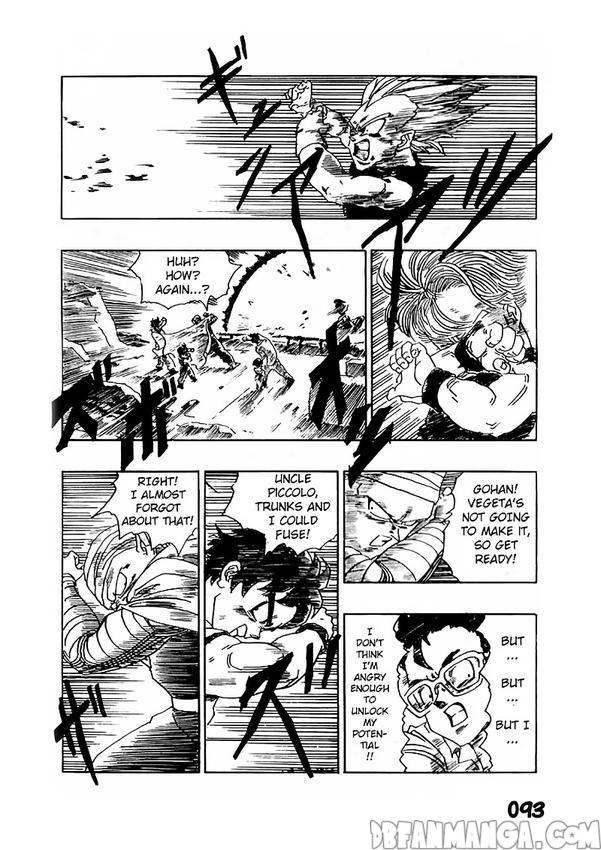 HUH?
HOW?
AGAIN...?
GOHAN!
VEGETA'S
NOT GOING
TO MAKE IT,
SO GET
READY!
BUT
...
BUT
...
BUT I
...
I
DON'T
THINK
I'M
ANGRY
ENOUGH
TO
UNLOCK
MY
POTEN-
TIAL
!!
UNCLE
PICCOLO,
TRUNKS AND
I COULD
FUSE!
RIGHT!
I ALMOST
FORGOT
ABOUT THAT!
093
DBFANMANGA.COM